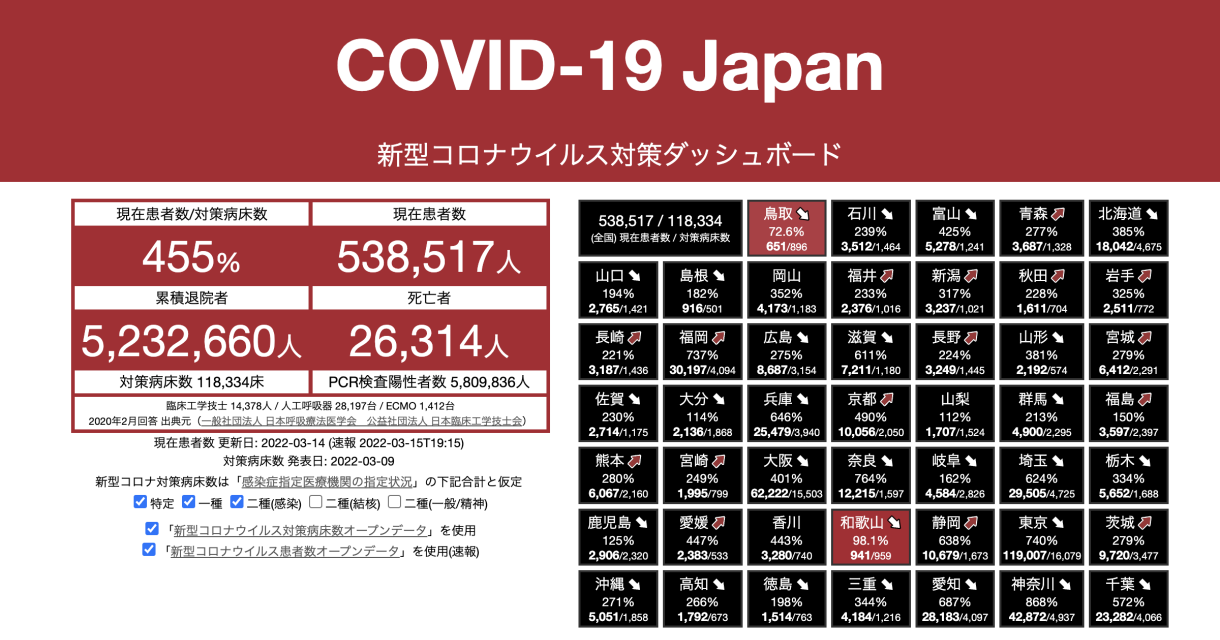 COVID-19 Japan
新型コロナウイルス対策ダッシュボード
現在患者数/対策病床数
現在患者数
455%
538,517人
累積退院者
死亡者
5,232,660人
26,314人
対策病床数 118,334床
PCR検査陽性者数 5,809,836人
臨床工学技士 14,378人 / 人工呼吸器 28,197台 / ECMO 1,412台
2020年2月回答 出典元（一般社団法人 日本呼吸療法医学会　公益社団法人 日本臨床工学技士会）
現在患者数 更新日: 2022-03-14 (速報 2022-03-15T19:15)
対策病床数 発表日: 2022-03-09
新型コロナ対策病床数は「感染症指定医療機関の指定状況」の下記合計と仮定
特定 一種 二種(感染) 二種(結核) 二種(一般/精神)
「新型コロナウイルス対策病床数オープンデータ」を使用
「新型コロナウイルス患者数オープンデータ」を使用(速報)
538,517 / 118,334
(全国) 現在患者数 / 対策病床数
鳥取
72.6%
651/896
石川
239%
3,512/1,464
富山
425%
5,278/1,241
青森
277%
3,687/1,328
北海道
385%
18,042/4,675
山口
194%
2,765/1,421
島根
182%
916/501
岡山
352%
4,173/1,183
福井
233%
2,376/1,016
新潟
317%
3,237/1,021
秋田
228%
1,611/704
岩手
325%
2,511/772
長崎
221%
3,187/1,436
福岡
737%
30,197/4,094
広島
275%
8,687/3,154
滋賀
611%
7,211/1,180
長野
224%
3,249/1,445
山形
381%
2,192/574
宮城
279%
6,412/2,291
佐賀
230%
2,714/1,175
大分
114%
2,136/1,868
兵庫
646%
25,479/3,940
京都
490%
10,056/2,050
山梨
112%
1,707/1,524
群馬
213%
4,900/2,295
福島
150%
3,597/2,397
熊本
280%
6,067/2,160
宮崎
249%
1,995/799
大阪
401%
62,222/15,503
奈良
764%
12,215/1,597
岐阜
162%
4,584/2,826
埼玉
624%
29,505/4,725
栃木
334%
5,652/1,688
鹿児島
125%
2,906/2,320
愛媛
447%
2,383/533
香川
443%
3,280/740
和歌山
98.1%
941/959
静岡
638%
10,679/1,673
東京
740%
119,007/16,079
茨城
279%
9,720/3,477
沖縄
271%
5,051/1,858
高知
266%
1,792/673
徳島
198%
1,514/763
三重
344%
4,184/1,216
愛知
687%
28,183/4,097
神奈川
868%
42,872/4,937
千葉
572%
23,282/4,066